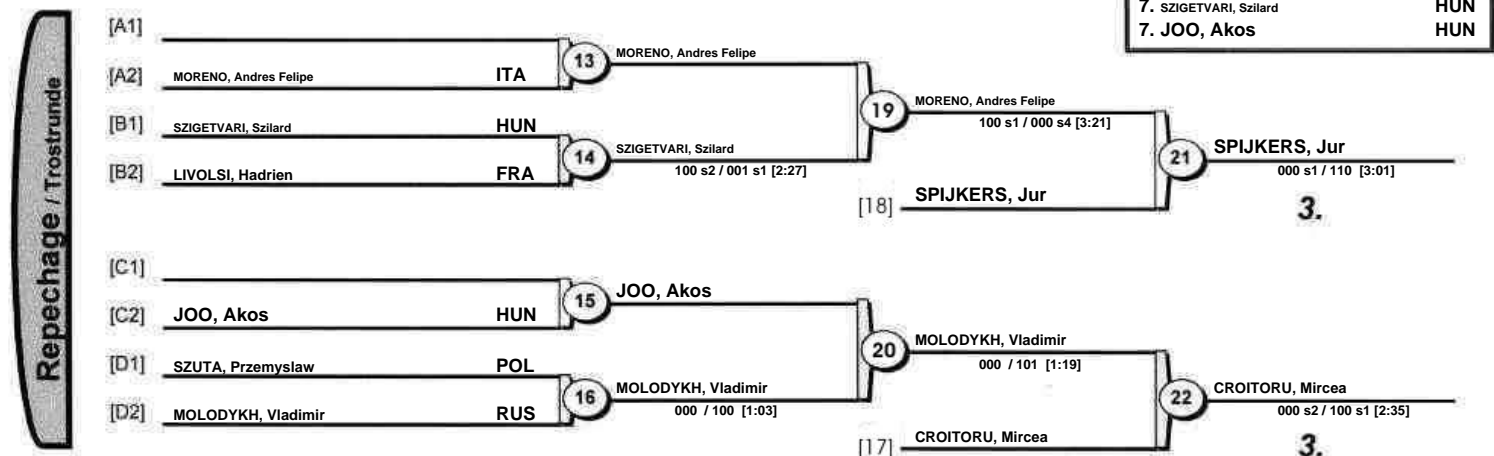 7. SZIGETVARI, Szilard HUN
7. JOO, Akos HUN
Repechage / Trostrunde
[A1]
[A2] MORENO, Andres Felipe ITA
13
MORENO, Andres Felipe
[B1] SZIGETVARI, Szilard HUN
[B2] LIVOLSI, Hadrien FRA
14
SZIGETVARI, Szilard
100 s2 / 001 s1 [2:27]
19
MORENO, Andres Felipe
100 s1 / 000 s4 [3:21]
[18] SPIJKERS, Jur
21
SPIJKERS, Jur
000 s1 / 110 [3:01]
3.
[C1]
[C2] JOO, Akos HUN
15
JOO, Akos
[D1] SZUTA, Przemyslaw POL
[D2] MOLODYKH, Vladimir RUS
16
MOLODYKH, Vladimir
000 / 100 [1:03]
20
MOLODYKH, Vladimir
000 / 101 [1:19]
[17] CROITORU, Mircea
22
CROITORU, Mircea
000 s2 / 100 s1 [2:35]
3.